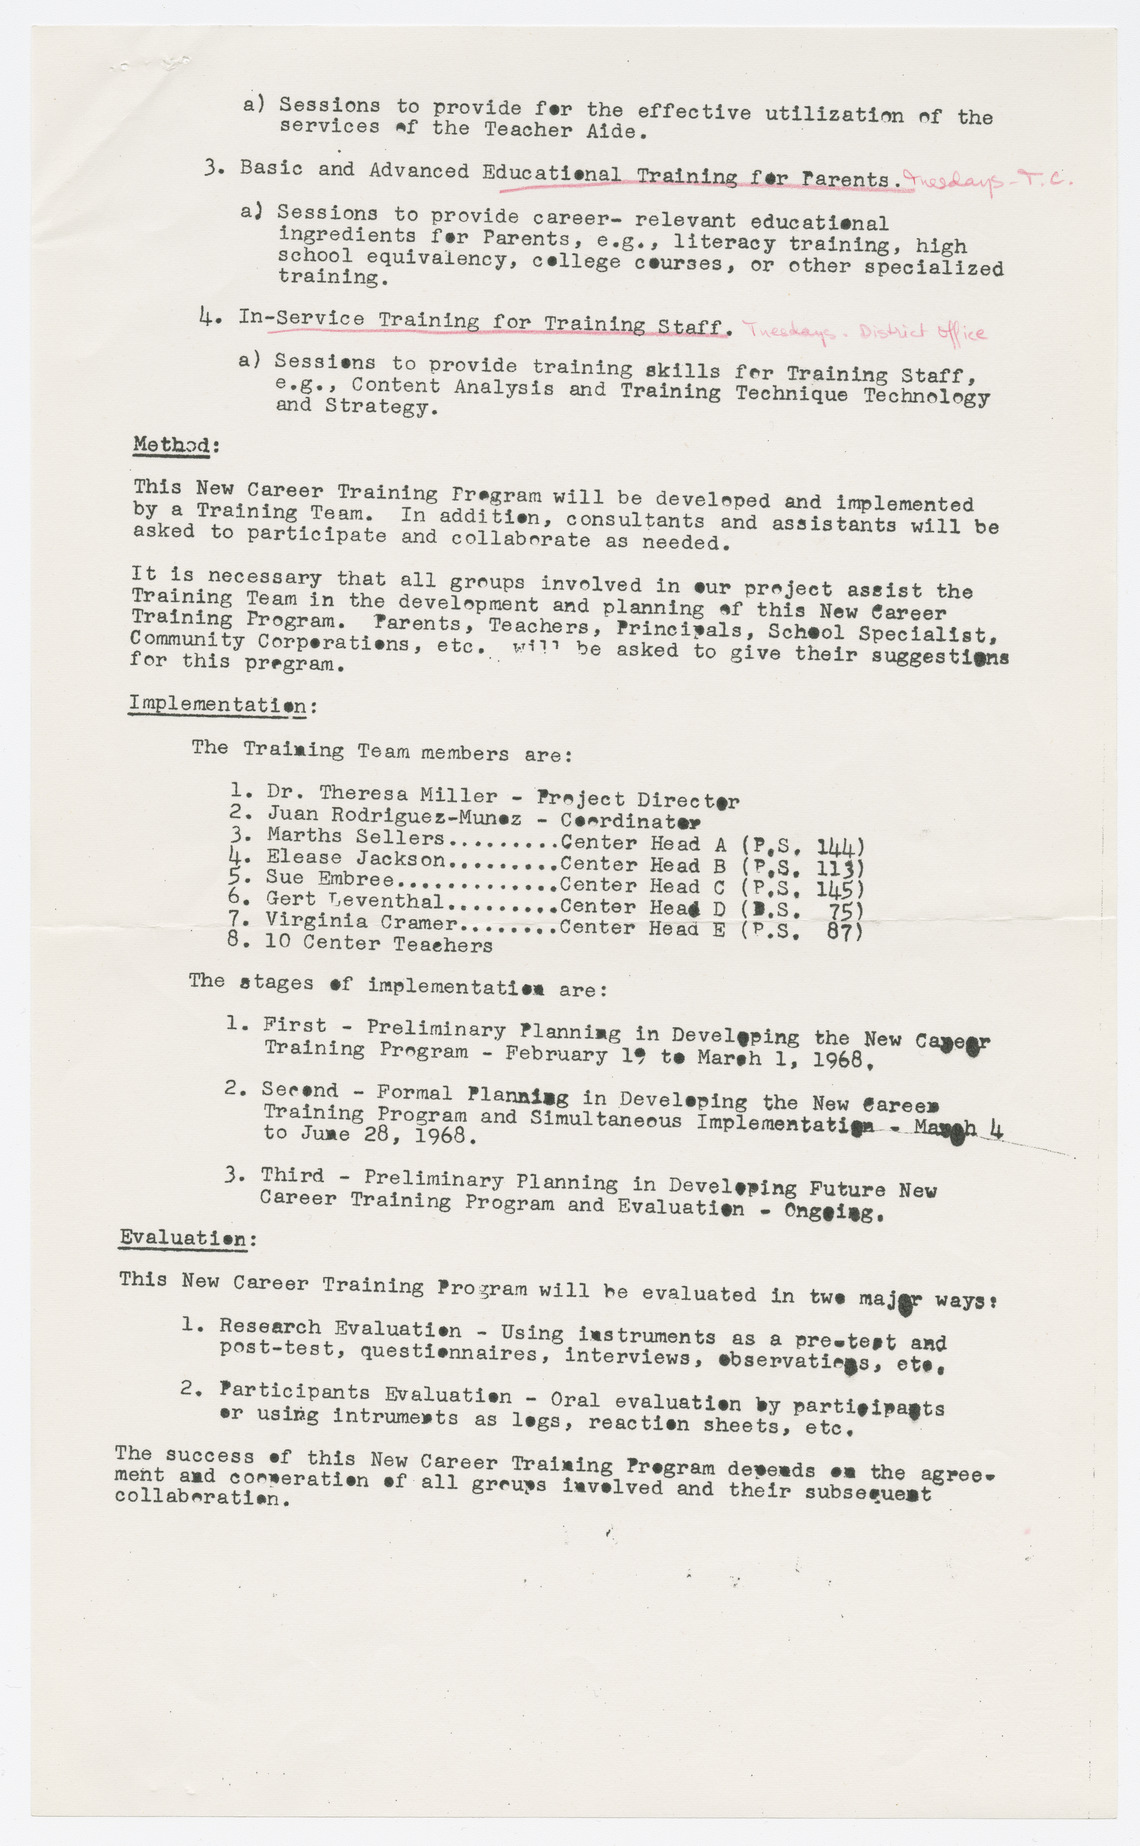 a) Sessions to provide for the effective utilization of the
services of the Teacher Aide.
3. Basic and Advanced Educational Training for Parents. Tuesdays - T.C.
a) Sessions to provide career- relevant educational
ingredients for Parents, e.g., literacy training, high
school equivalency, college courses, or other specialized
training.
4. In-Service Training for Training Staff. Tuesdays - District Office
a) Sessions to provide training skills for Training Staff,
e.g., Content Analysis and Training Technique Technology
and Strategy.
Method:
This New Career Training Program will be developed and implemented
by a Training Team. In addition, consultants and assistants will be
asked to participate and collaborate as needed.
It is necessary that all groups involved in our project assist the
Training Team in the development and planning of this New Career
Training Program. Parents, Teachers, Principals, School Specialist,
Community Corporations, etc. will be asked to give their suggestions
for this program.
Implementation:
The Training Team members are:
1. Dr. Theresa Miller - Project Director
2. Juan Rodriguez-Munoz - Coordinator
3. Marths Sellers.........Center Head A (P.S. 144)
4. Elease Jackson.........Center Head B (P.S. 113)
5. Sue Embree.............Center Head C (P.S. 145)
6. Gert Leventhal.........Center Head D (P.S. 75)
7. Virginia Cramer........Center Head E (P.S. 87)
8. 10 Center Teachers
The stages of implementation are:
1. First - Preliminary Planning in Developing the New Career
Training Program - February 19 to March 1, 1968.
2. Second - Formal Planning in Developing the New Career
Training Program and Simultaneous Implementation - March 4
to June 28, 1968.
3. Third - Preliminary Planning in Developing Future New
Career Training Program and Evaluation - Ongoing.
Evaluation:
This New Career Training Program will be evaluated in two major ways:
1. Research Evaluation - Using instruments as a pre-test and
post-test, questionnaires, interviews, observations, etc.
2. Participants Evaluation - Oral evaluation by participants
or using intruments as logs, reaction sheets, etc.
The success of this New Career Training Program depends on the agree-
ment and cooperation of all groups involved and their subsequent
collaboration.